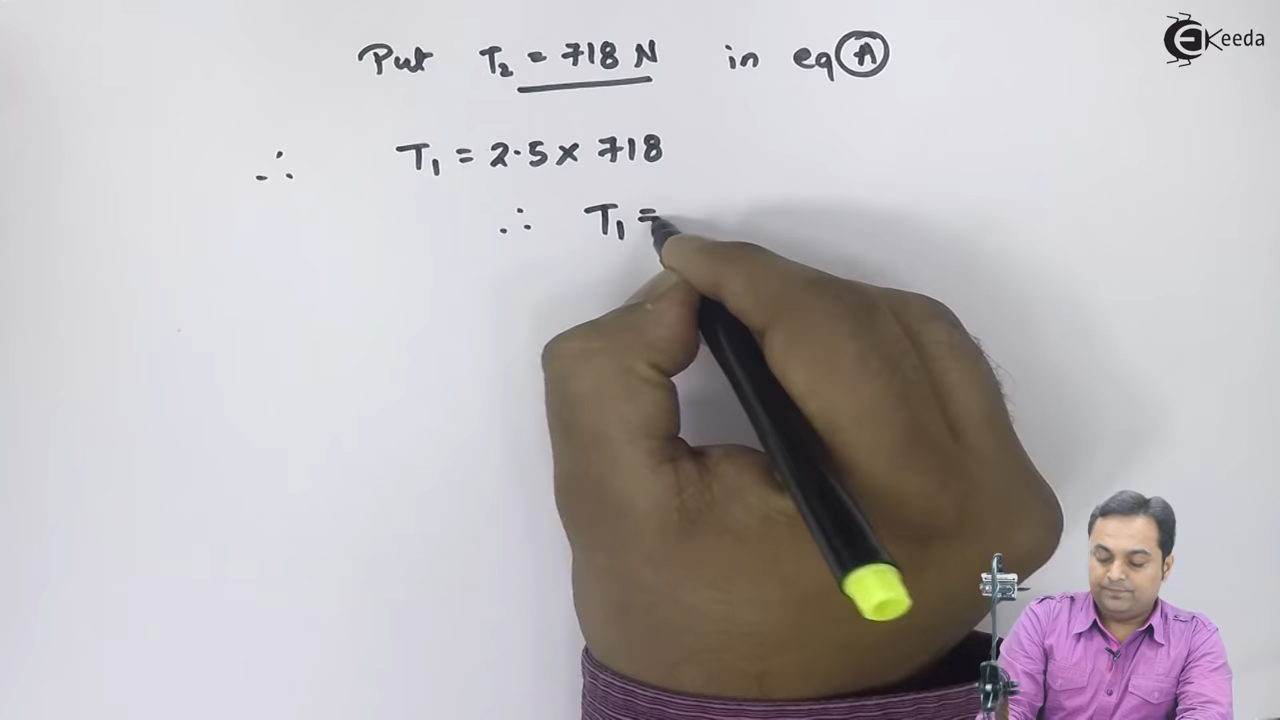 Put T₂ = 718 N in eq A
∴ T₁ = 2.5 × 718
∴ T₁ =
EKeeda